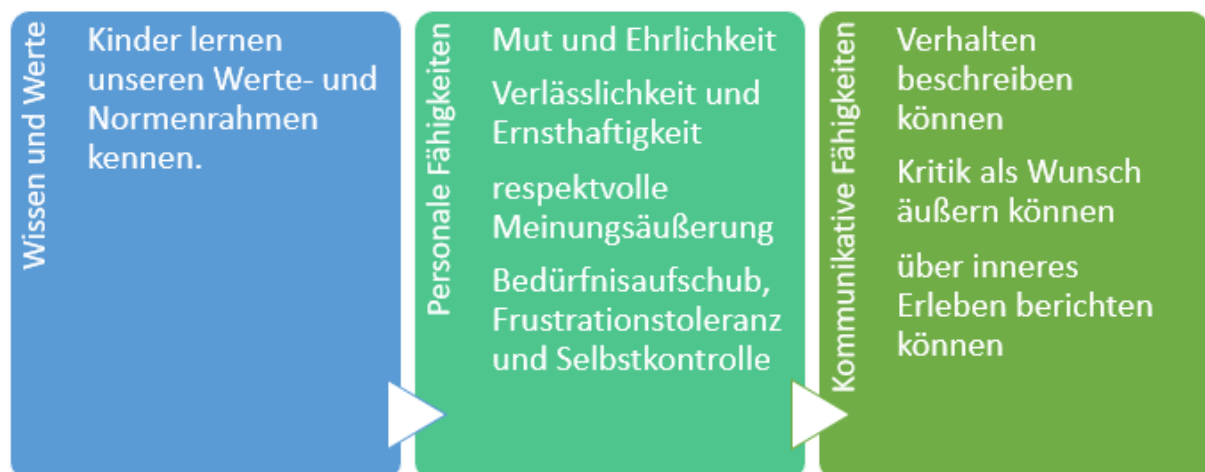 Wissen und Werte
Kinder lernen
unseren Werte- und
Normenrahmen
kennen.
Personale Fähigkeiten
Mut und Ehrlichkeit
Verlässlichkeit und
Ernsthaftigkeit
respektvolle
Meinungsäußerung
Bedürfnisaufschub,
Frustrationstoleranz
und Selbstkontrolle
Kommunikative Fähigkeiten
Verhalten
beschreiben
können
Kritik als Wunsch
äußern können
über inneres
Erleben berichten
können